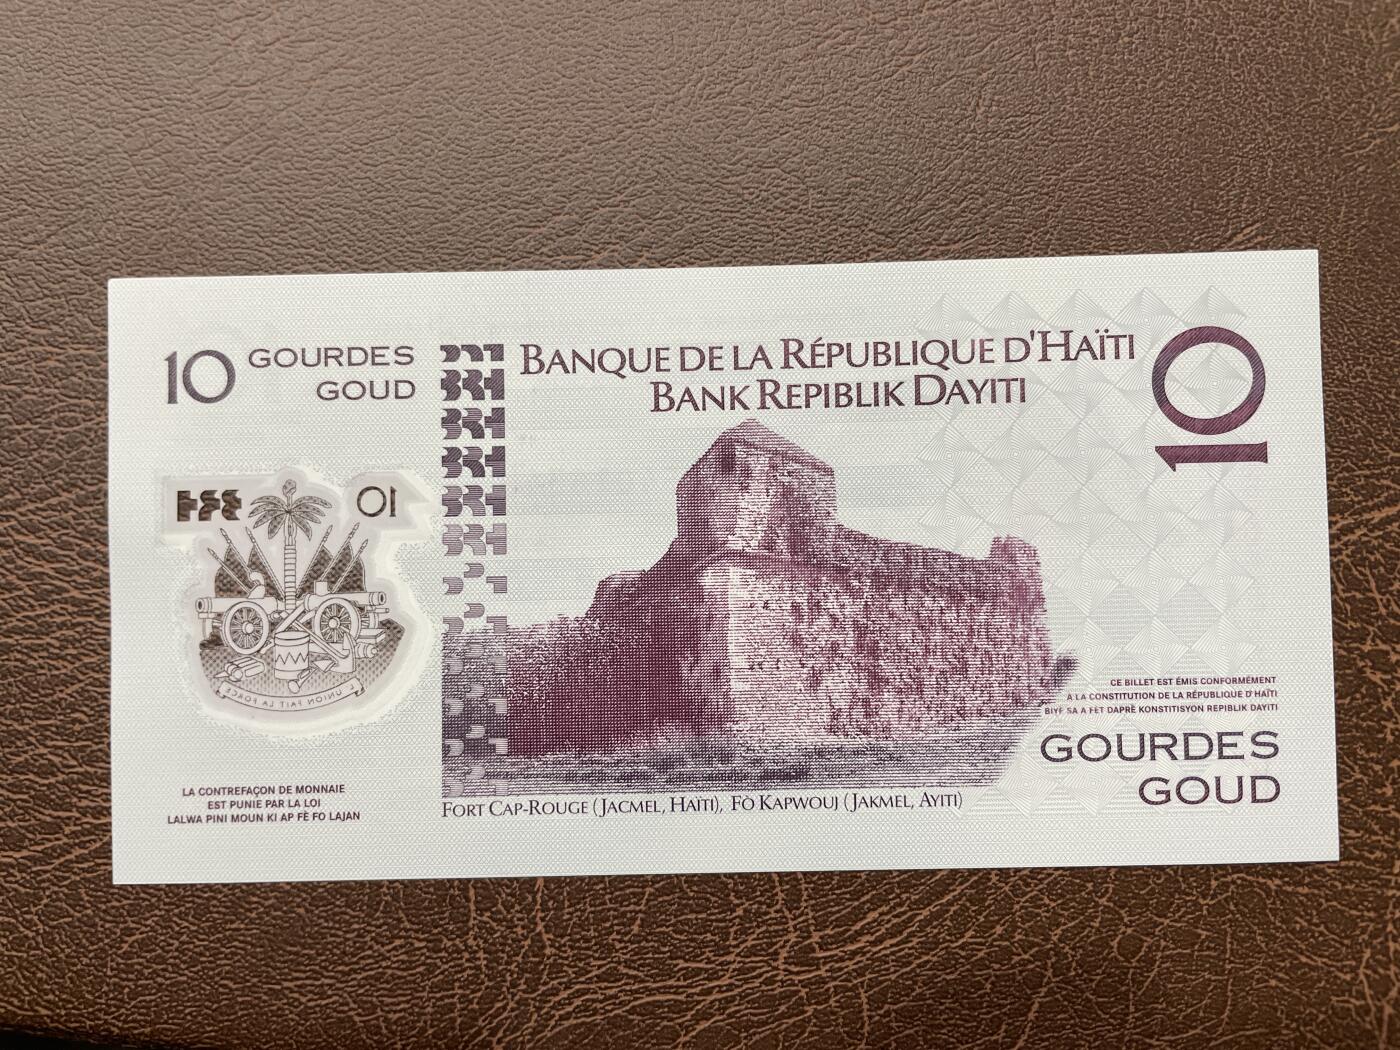 10 GOURDES
GOUD
BANQUE DE LA RÉPUBLIQUE D'HAÏTI
BANK REPIBLIK DAYITI
10
BRH
10
L'UNION FAIT LA FORCE
CE BILLET EST ÉMIS CONFORMÉMENT
A LA CONSTITUTION DE LA RÉPUBLIQUE D'HAÏTI
BIYÈ SA A FÈT DAPRÈ KONSTITISYON REPIBLIK DAYITI
GOURDES
GOUD
LA CONTREFAÇON DE MONNAIE
EST PUNIE PAR LA LOI
LALWA PINI MOUN KI AP FÈ FO LAJAN
FORT CAP-ROUGE (JACMEL, HAÏTI), FÒ KAPWOUJ (JAKMEL, AYITI)